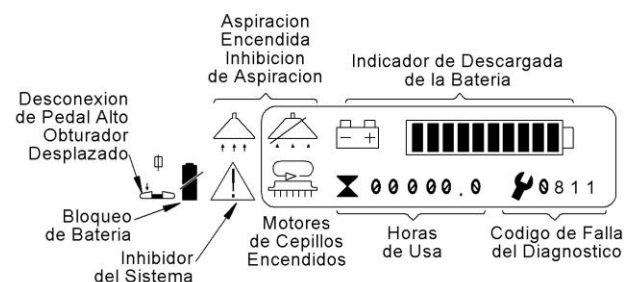 Aspiracion
Encendida
Inhibicion
de Aspiracion
Indicador de Descargada
de la Bateria
Desconexion
de Pedal Alto
Obturador
Desplazado
00000.0
0811
Bloqueo
de Bateria
Inhibidor
del Sistema
Motores
de Cepillos
Encendidos
Horas
de Usa
Codigo de Falla
del Diagnostico